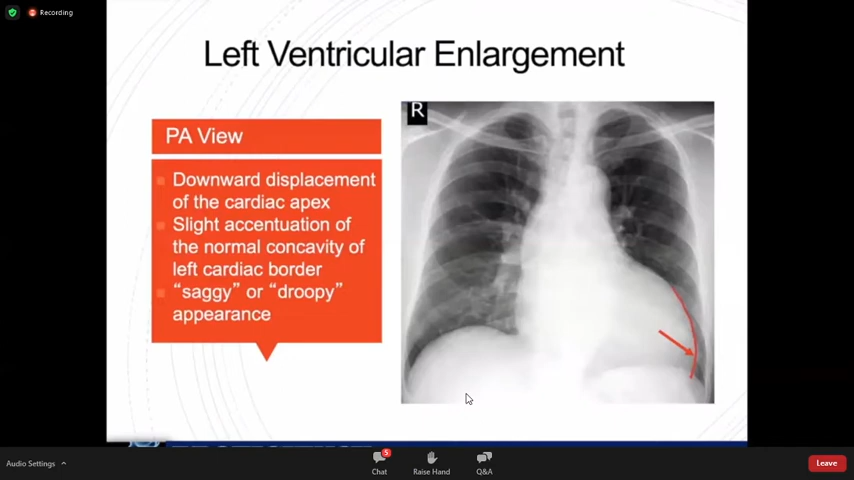 Recording
Left Ventricular Enlargement
R
PA View
Downward displacement
of the cardiac apex
Slight accentuation of
the normal concavity of
left cardiac border
“saggy” or “droopy”
appearance
Audio Settings
5
Chat
Raise Hand
Q&A
Leave